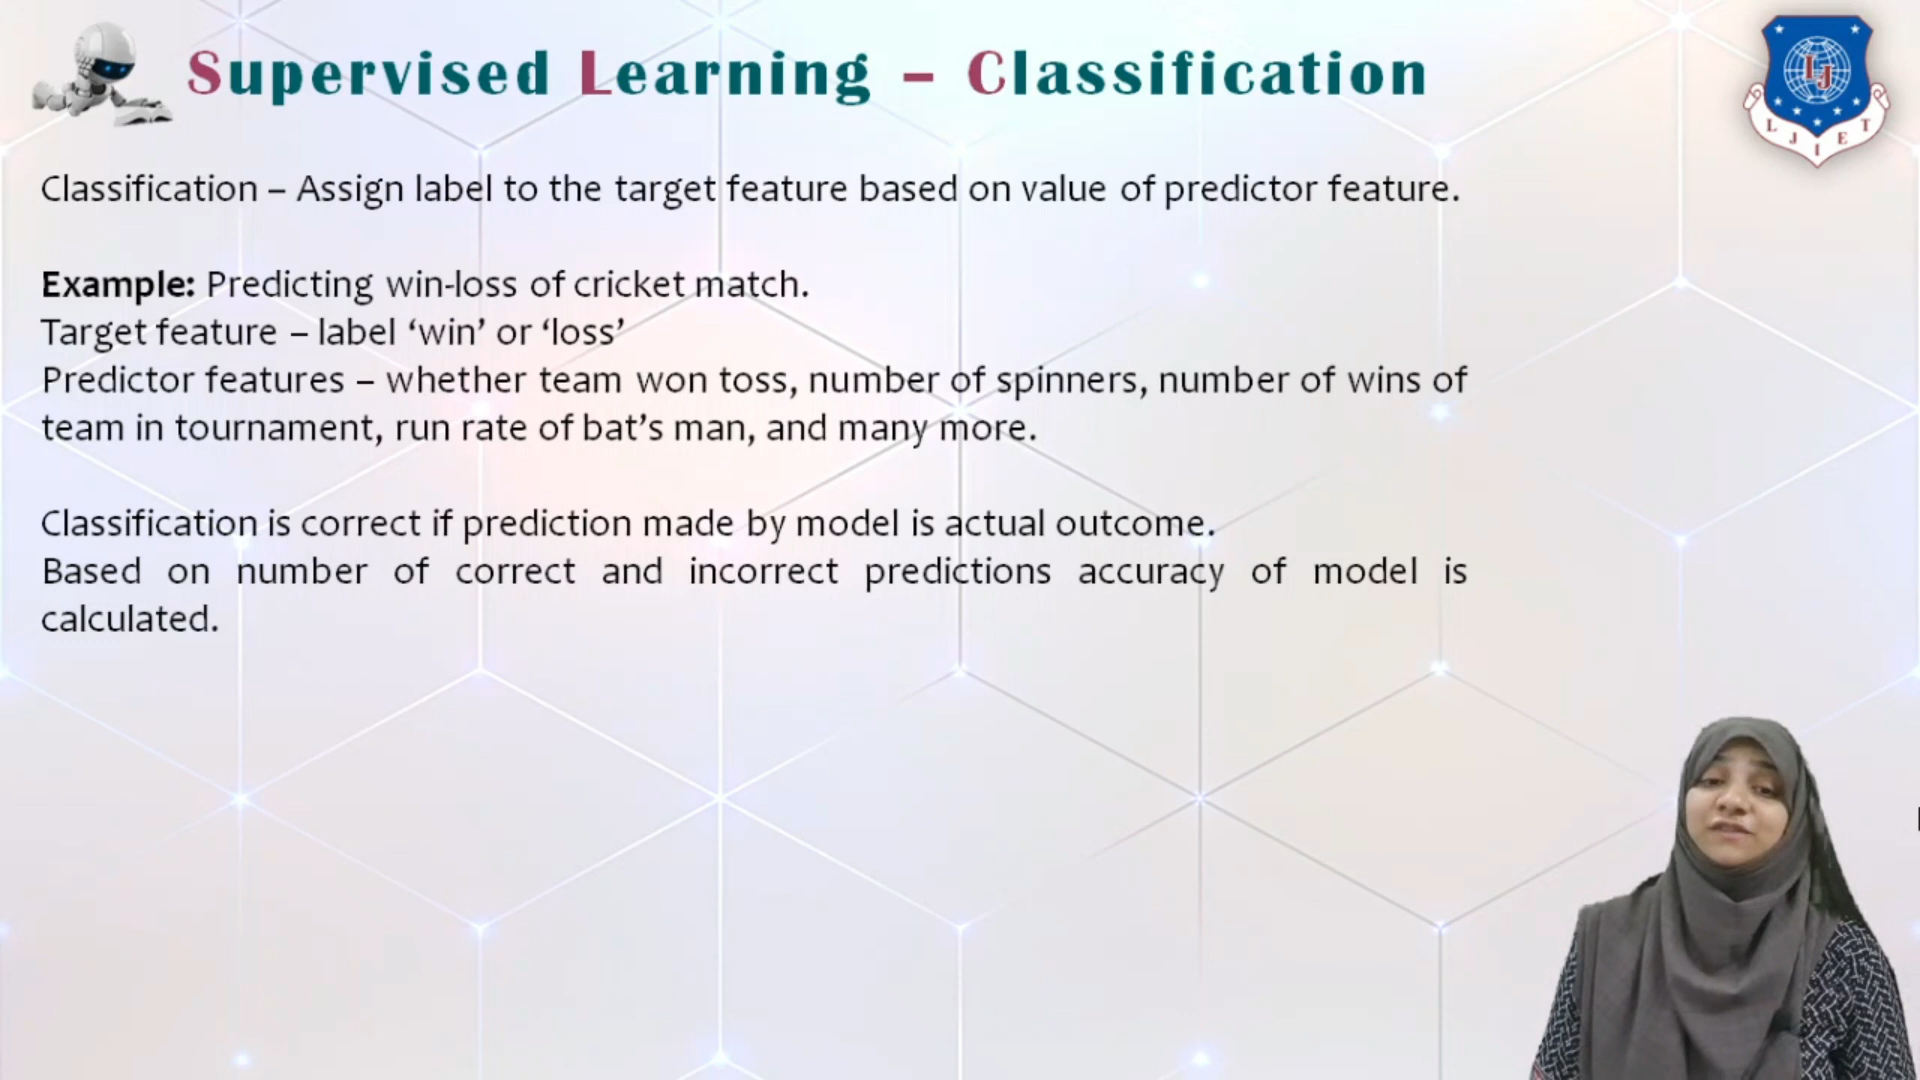 Supervised Learning – Classification
LJ
L J I E T
Classification – Assign label to the target feature based on value of predictor feature.
Example: Predicting win-loss of cricket match.
Target feature – label ‘win’ or ‘loss’
Predictor features – whether team won toss, number of spinners, number of wins of
team in tournament, run rate of bat’s man, and many more.
Classification is correct if prediction made by model is actual outcome.
Based on number of correct and incorrect predictions accuracy of model is
calculated.